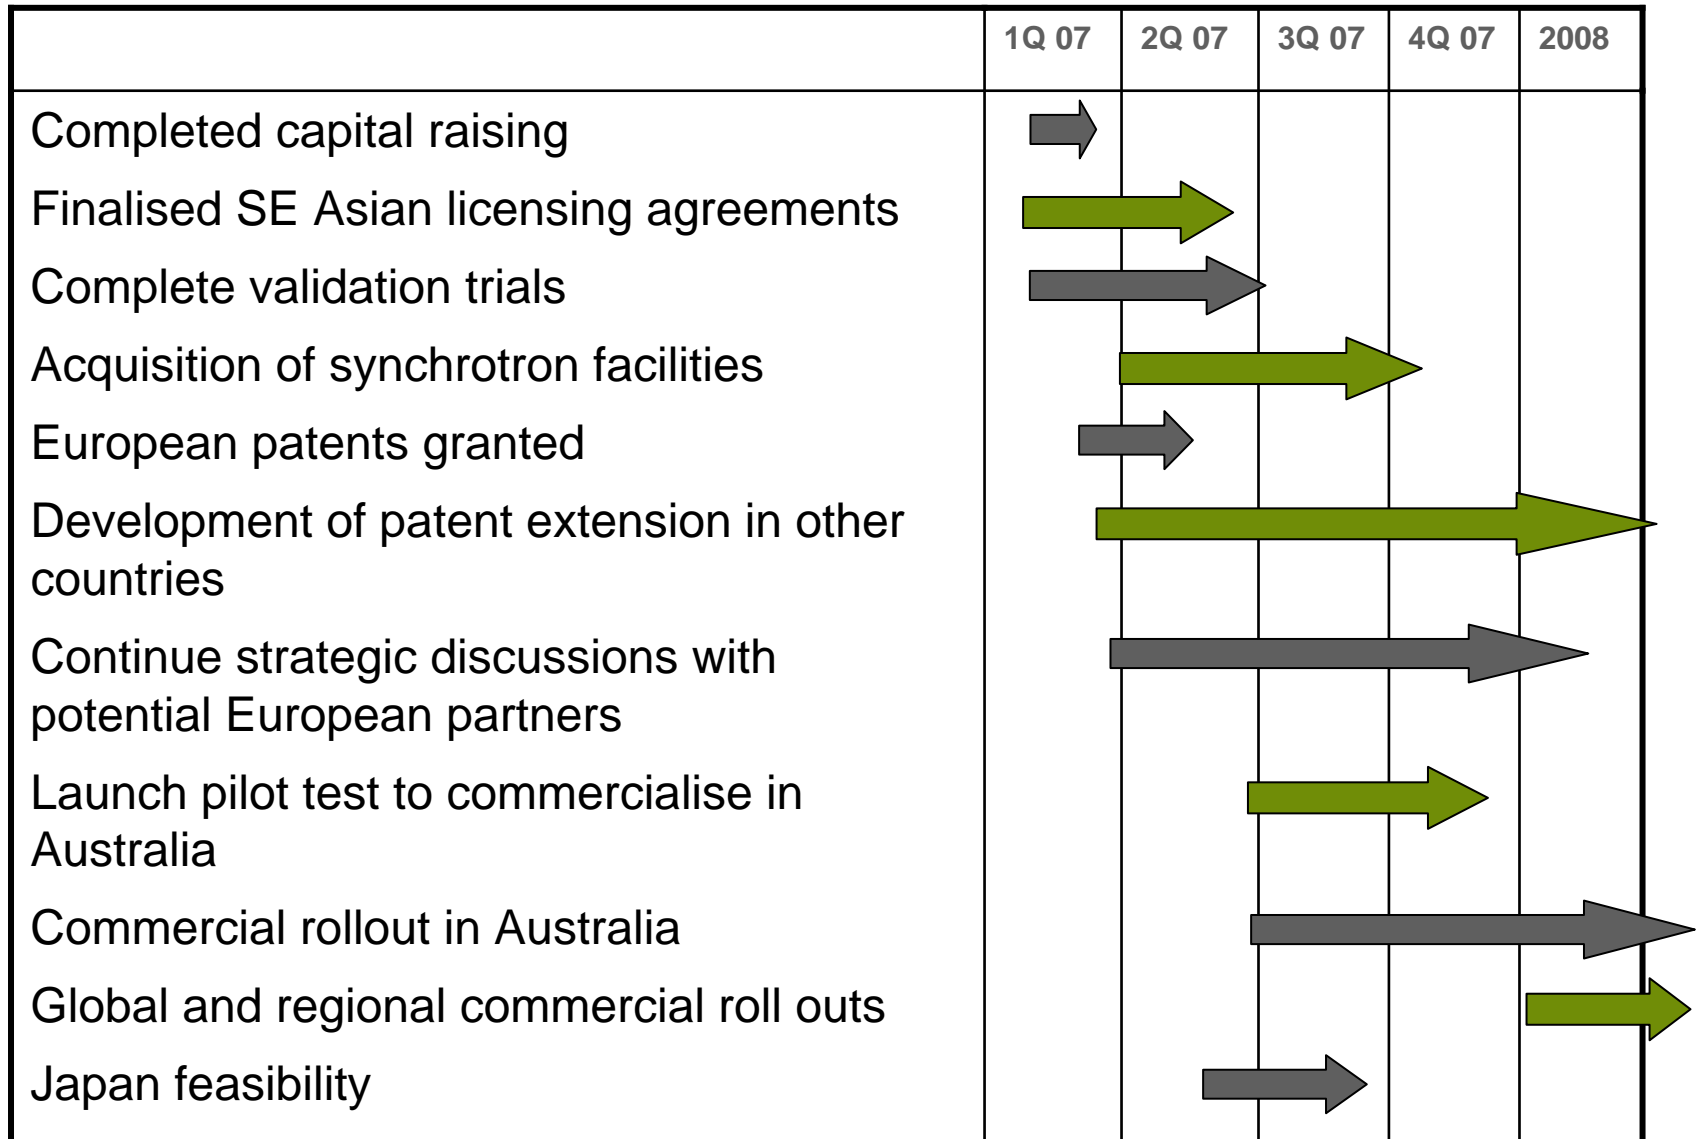 1Q 07 2Q 07 3Q 07 4Q 07 2008
Completed capital raising
Finalised SE Asian licensing agreements
Complete validation trials
Acquisition of synchrotron facilities
European patents granted
Development of patent extension in other
countries
Continue strategic discussions with
potential European partners
Launch pilot test to commercialise in
Australia
Commercial rollout in Australia
Global and regional commercial roll outs
Japan feasibility